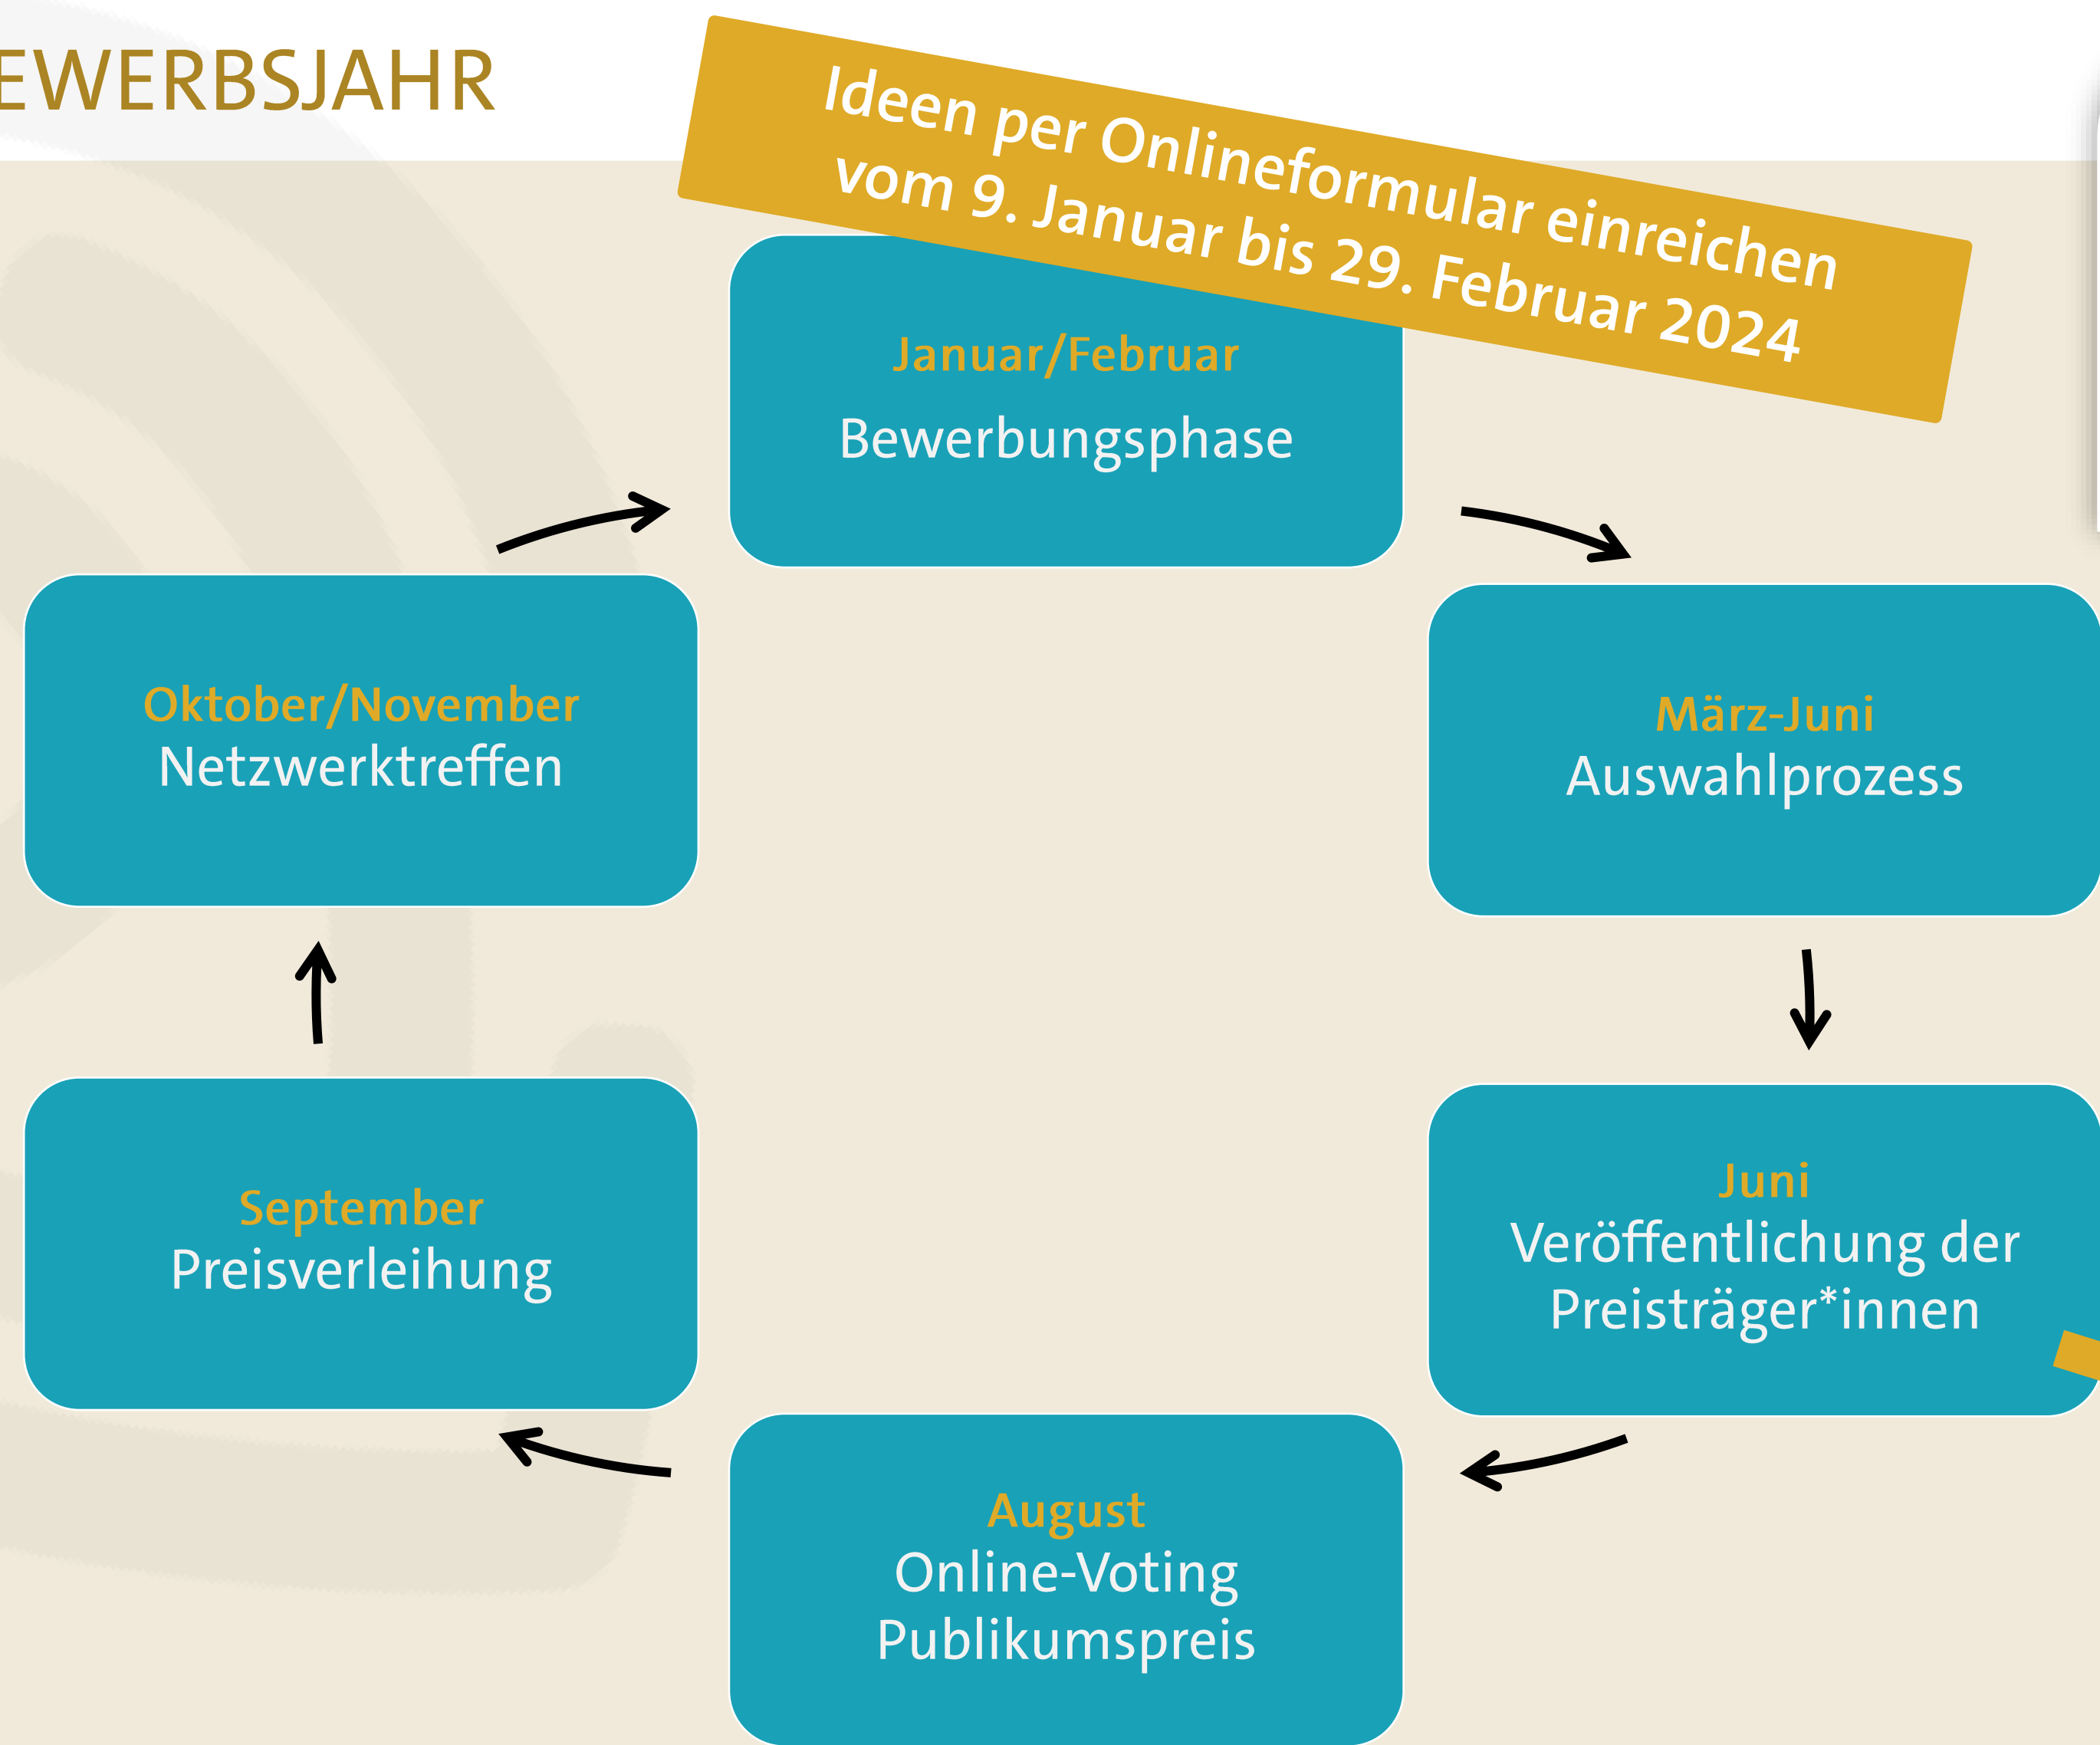 EWERBSJAHR
Ideen per Onlineformular einreichen
vom 9. Januar bis 29. Februar 2024
Januar/Februar
Bewerbungsphase
März-Juni
Auswahlprozess
Juni
Veröffentlichung der
Preisträger*innen
August
Online-Voting
Publikumspreis
September
Preisverleihung
Oktober/November
Netzwerktreffen